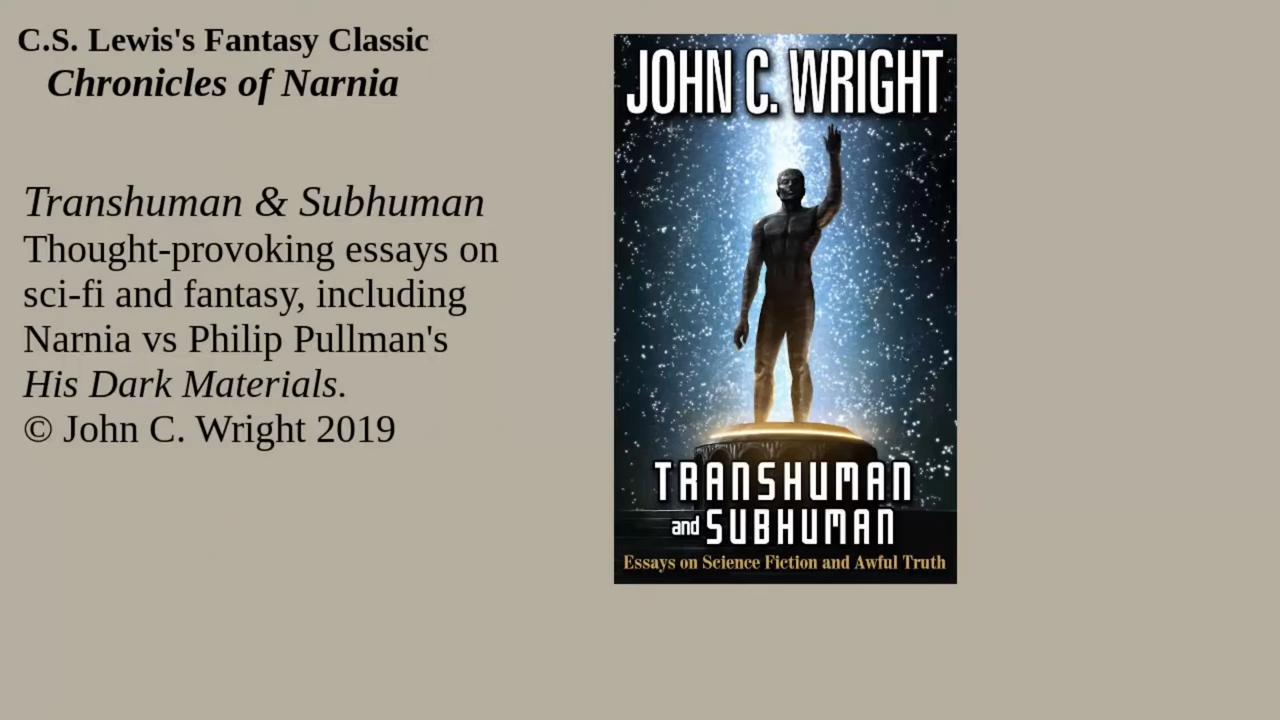 C.S. Lewis's Fantasy Classic
Chronicles of Narnia
Transhuman & Subhuman
Thought-provoking essays on
sci-fi and fantasy, including
Narnia vs Philip Pullman's
His Dark Materials.
© John C. Wright 2019
JOHN C. WRIGHT
TRANSHUMAN
and SUBHUMAN
Essays on Science Fiction and Awful Truth